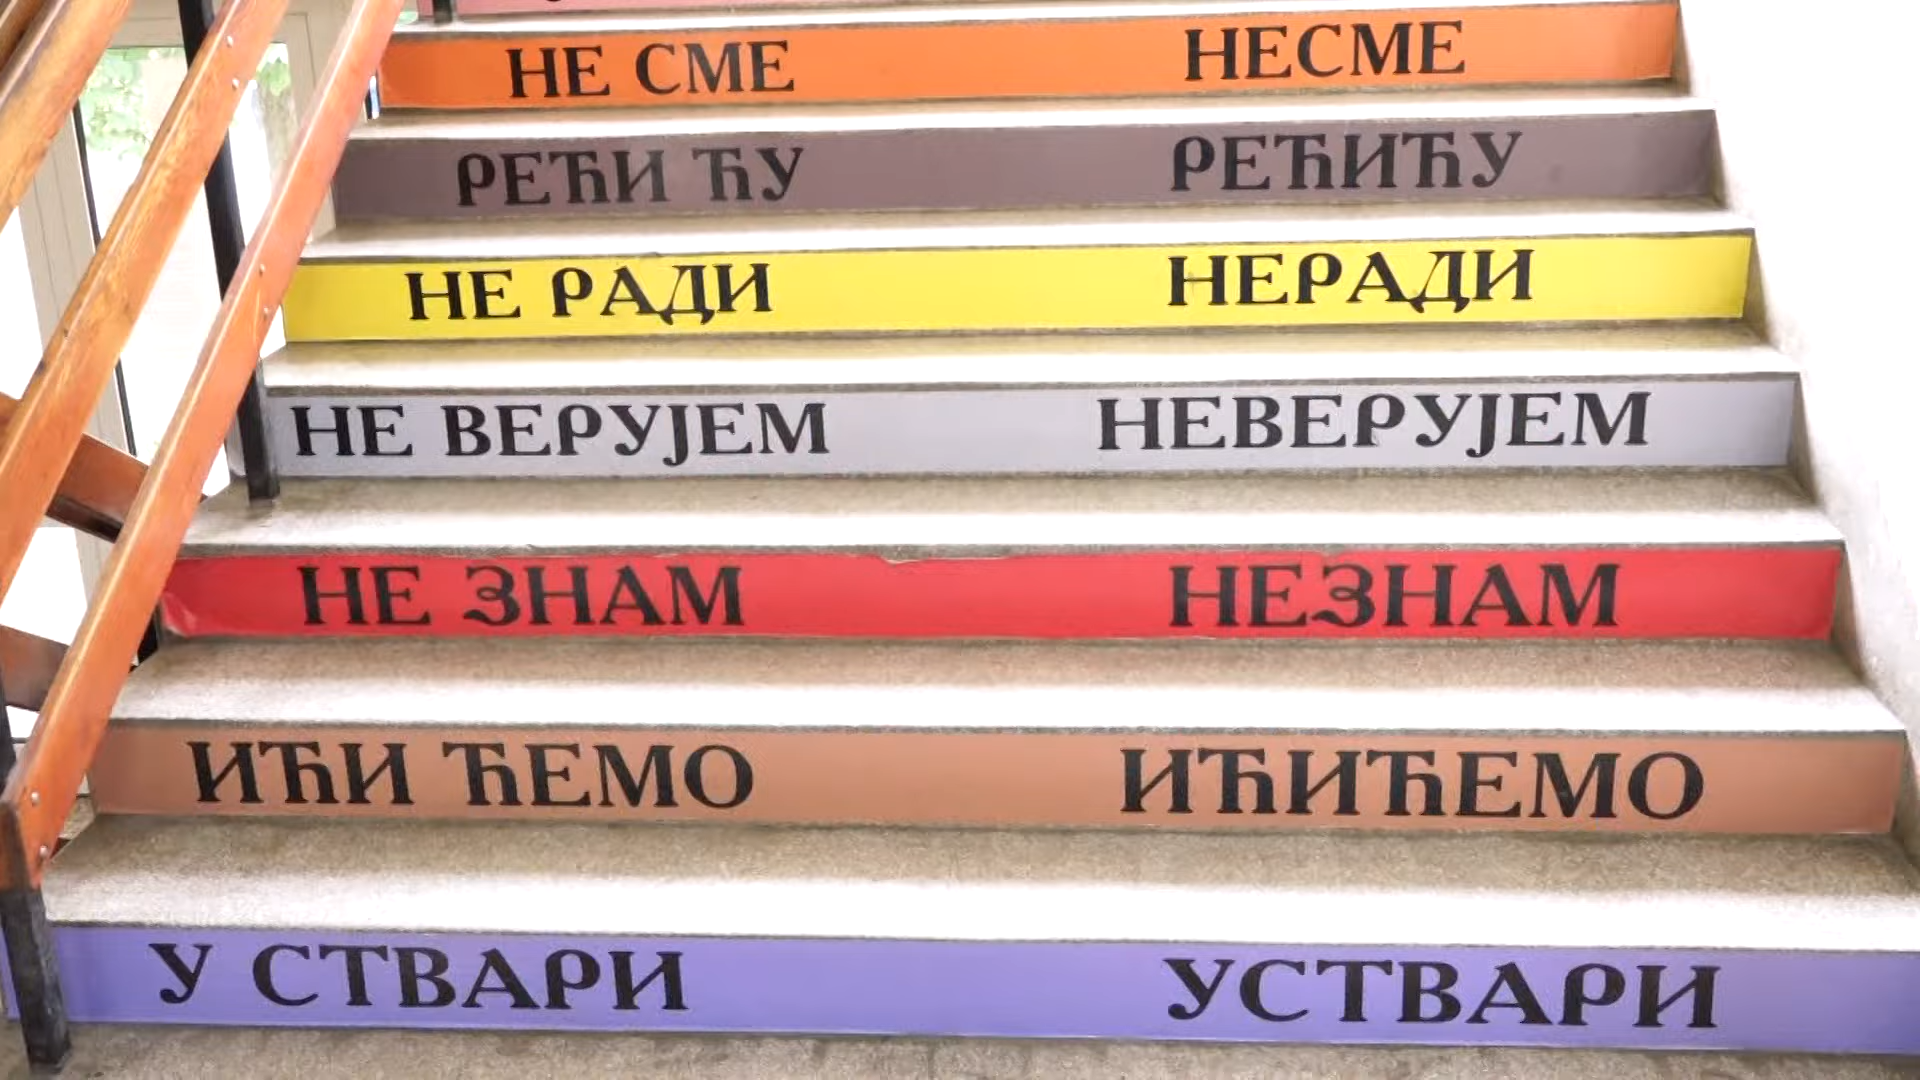 НЕ СМЕ НЕСМЕ
РЕЋИ ЋУ РЕЋИЋУ
НЕ РАДИ НЕРАДИ
НЕ ВЕРУЈЕМ НЕВЕРУЈЕМ
НЕ ЗНАМ НЕЗНАМ
ИЋИ ЋЕМО ИЋИЋЕМО
У СТВАРИ УСТВАРИ